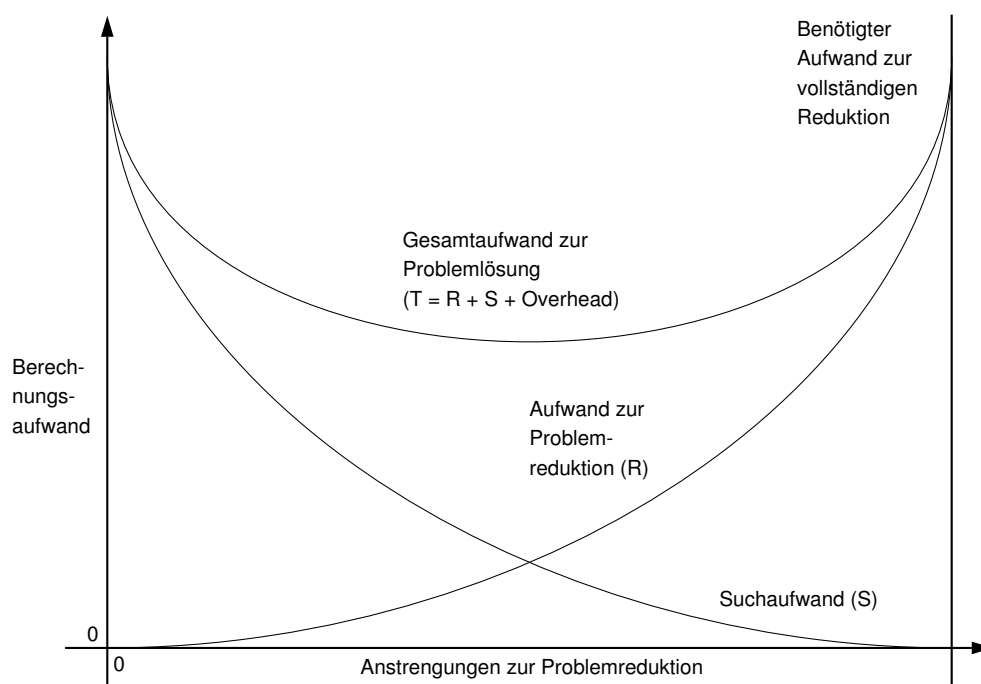 Benötigter
Aufwand zur
vollständigen
Reduktion
Gesamtaufwand zur
Problemlösung
(T = R + S + Overhead)
Berech-
nungs-
aufwand
Aufwand zur
Problem-
reduktion (R)
Suchaufwand (S)
0
0
Anstrengungen zur Problemreduktion